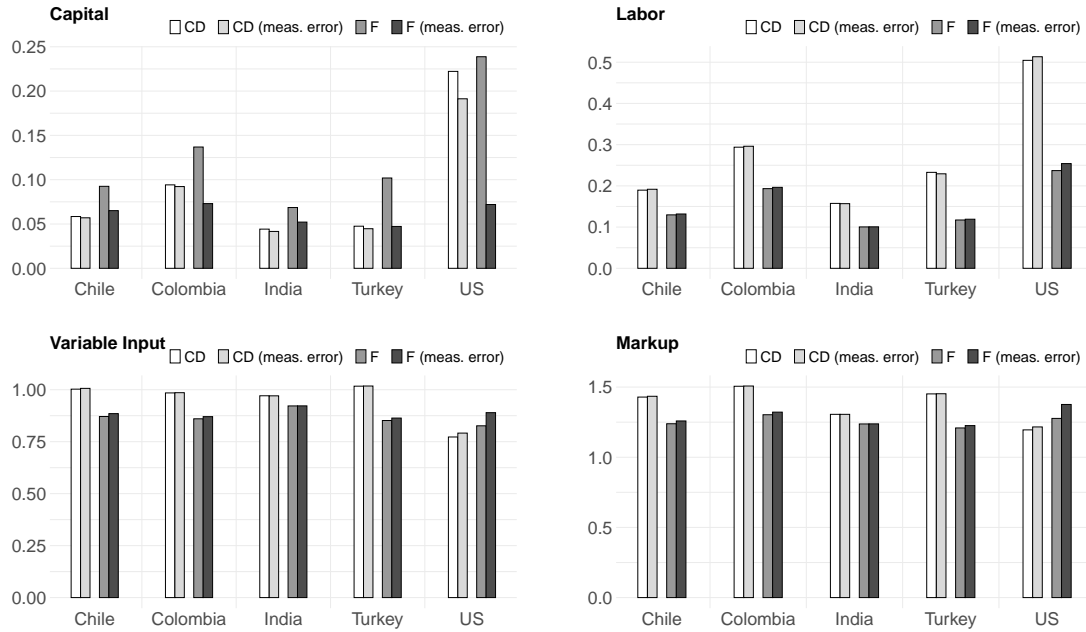 Capital
CD CD (meas. error) F F (meas. error)
0.25
0.20
0.15
0.10
0.05
0.00
Chile Colombia India Turkey US
Labor
CD CD (meas. error) F F (meas. error)
0.5
0.4
0.3
0.2
0.1
0.0
Chile Colombia India Turkey US
Variable Input
CD CD (meas. error) F F (meas. error)
1.00
0.75
0.50
0.25
0.00
Chile Colombia India Turkey US
Markup
CD CD (meas. error) F F (meas. error)
1.5
1.0
0.5
0.0
Chile Colombia India Turkey US